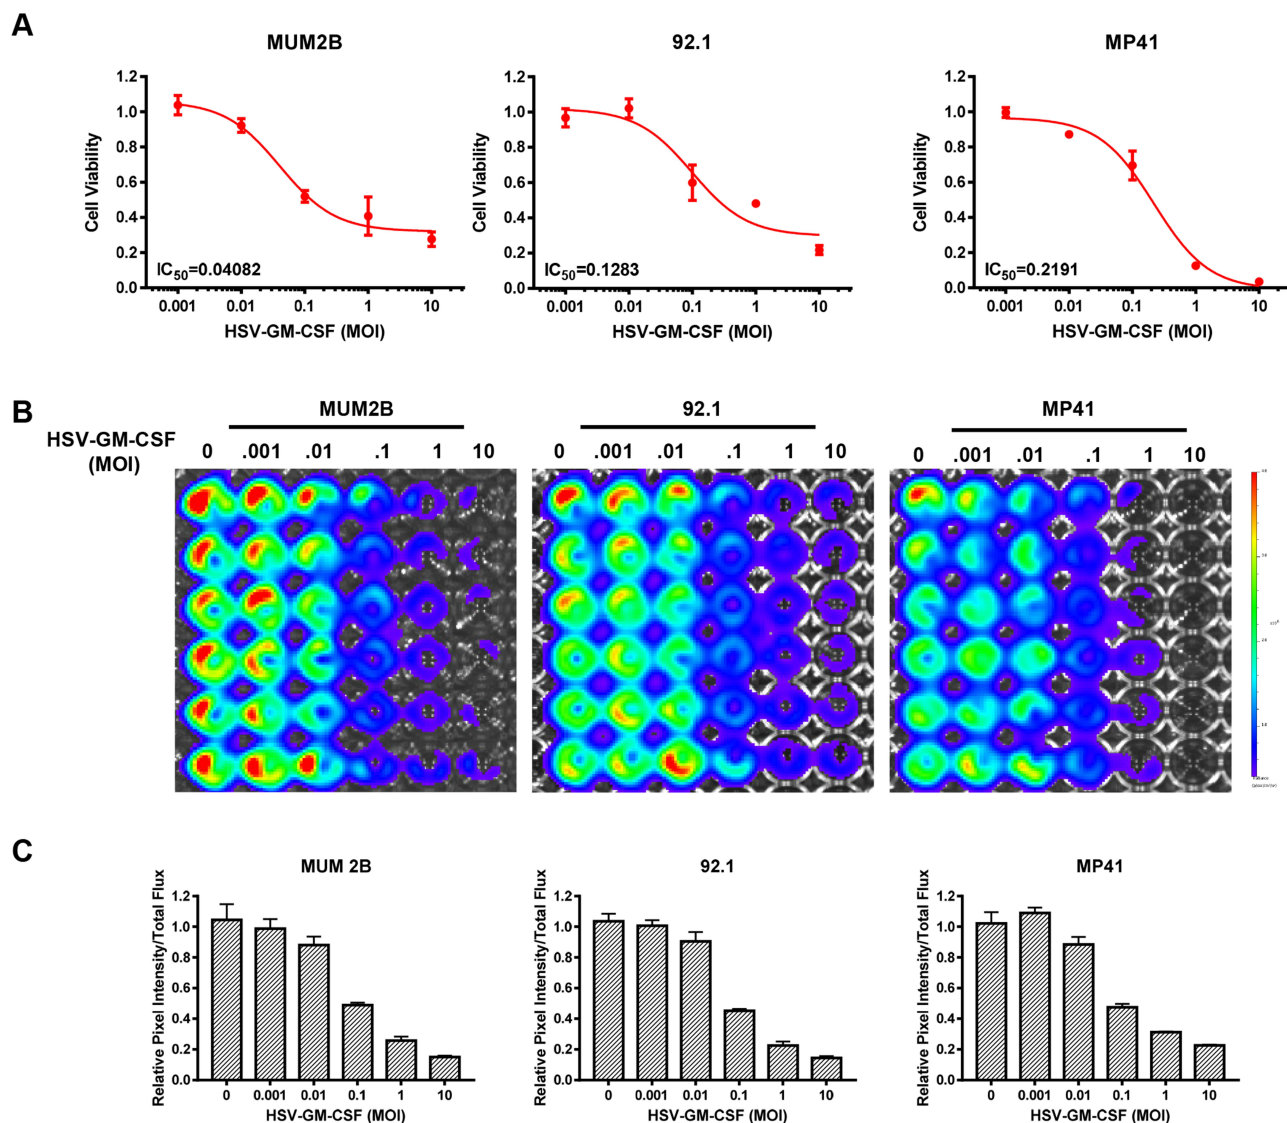 A
MUM2B
92.1
MP41
Cell Viability
1.2
1.0
0.8
0.6
0.4
0.2
0.0
IC50=0.04082
0.001 0.01 0.1 1 10
HSV-GM-CSF (MOI)
Cell Viability
1.2
1.0
0.8
0.6
0.4
0.2
0.0
IC50=0.1283
0.001 0.01 0.1 1 10
HSV-GM-CSF (MOI)
Cell Viability
1.2
1.0
0.8
0.6
0.4
0.2
0.0
IC50=0.2191
0.001 0.01 0.1 1 10
HSV-GM-CSF (MOI)
B
MUM2B
92.1
MP41
HSV-GM-CSF
(MOI)
0 .001 .01 .1 1 10
0 .001 .01 .1 1 10
0 .001 .01 .1 1 10
C
MUM 2B
92.1
MP41
Relative Pixel Intensity/Total Flux
1.2
1.0
0.8
0.6
0.4
0.2
0.0
0 0.001 0.01 0.1 1 10
HSV-GM-CSF (MOI)
Relative Pixel Intensity/Total Flux
1.2
1.0
0.8
0.6
0.4
0.2
0.0
0 0.001 0.01 0.1 1 10
HSV-GM-CSF (MOI)
Relative Pixel Intensity/Total Flux
1.2
1.0
0.8
0.6
0.4
0.2
0.0
0 0.001 0.01 0.1 1 10
HSV-GM-CSF (MOI)